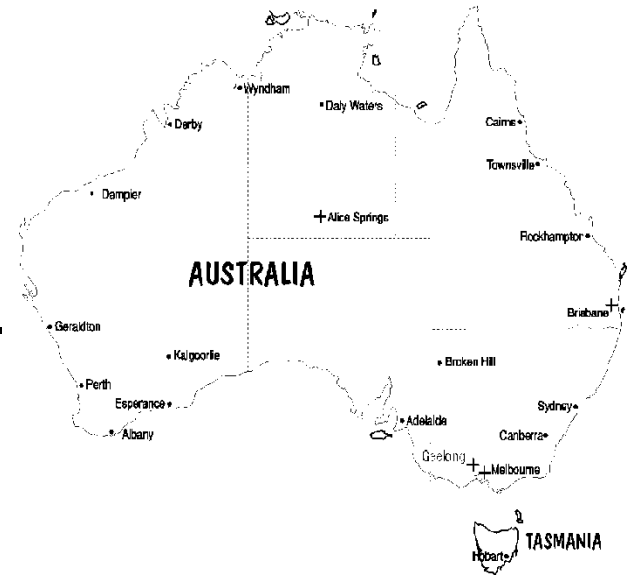 Wyndham
Daly Waters
Derby
Cairns
Townsville
Dampier
Alice Springs
Rockhampton
AUSTRALIA
Brisbane
Geraldton
Kalgoorlie
Broken Hill
Perth
Esperance
Sydney
Adelaide
Albany
Canberra
Geelong
Melbourne
TASMANIA
Hobart